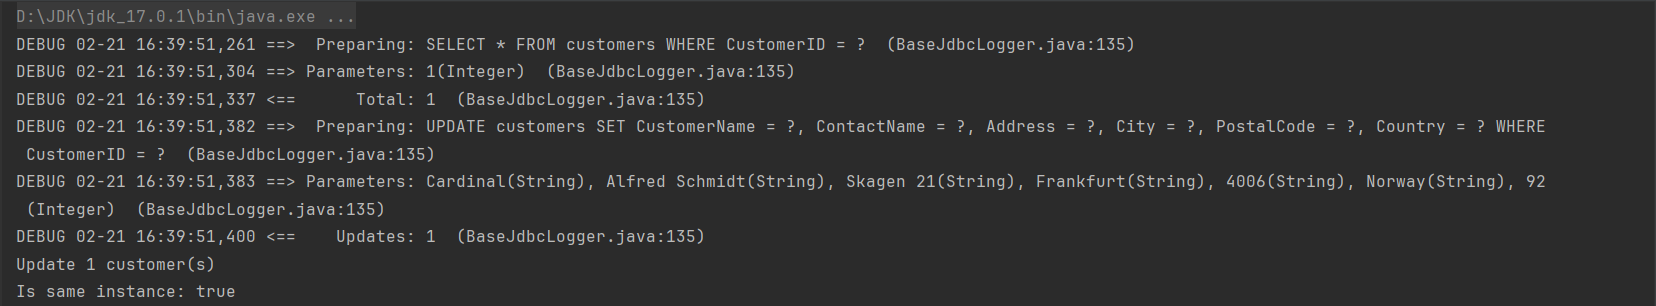 D:\JDK\jdk_17.0.1\bin\java.exe ...
DEBUG 02-21 16:39:51,261 ==>  Preparing: SELECT * FROM customers WHERE CustomerID = ?  (BaseJdbcLogger.java:135)
DEBUG 02-21 16:39:51,304 ==> Parameters: 1(Integer)  (BaseJdbcLogger.java:135)
DEBUG 02-21 16:39:51,337 <==      Total: 1  (BaseJdbcLogger.java:135)
DEBUG 02-21 16:39:51,382 ==>  Preparing: UPDATE customers SET CustomerName = ?, ContactName = ?, Address = ?, City = ?, PostalCode = ?, Country = ? WHERE
 CustomerID = ?  (BaseJdbcLogger.java:135)
DEBUG 02-21 16:39:51,383 ==> Parameters: Cardinal(String), Alfred Schmidt(String), Skagen 21(String), Frankfurt(String), 4006(String), Norway(String), 92
 (Integer)  (BaseJdbcLogger.java:135)
DEBUG 02-21 16:39:51,400 <==    Updates: 1  (BaseJdbcLogger.java:135)
Update 1 customer(s)
Is same instance: true